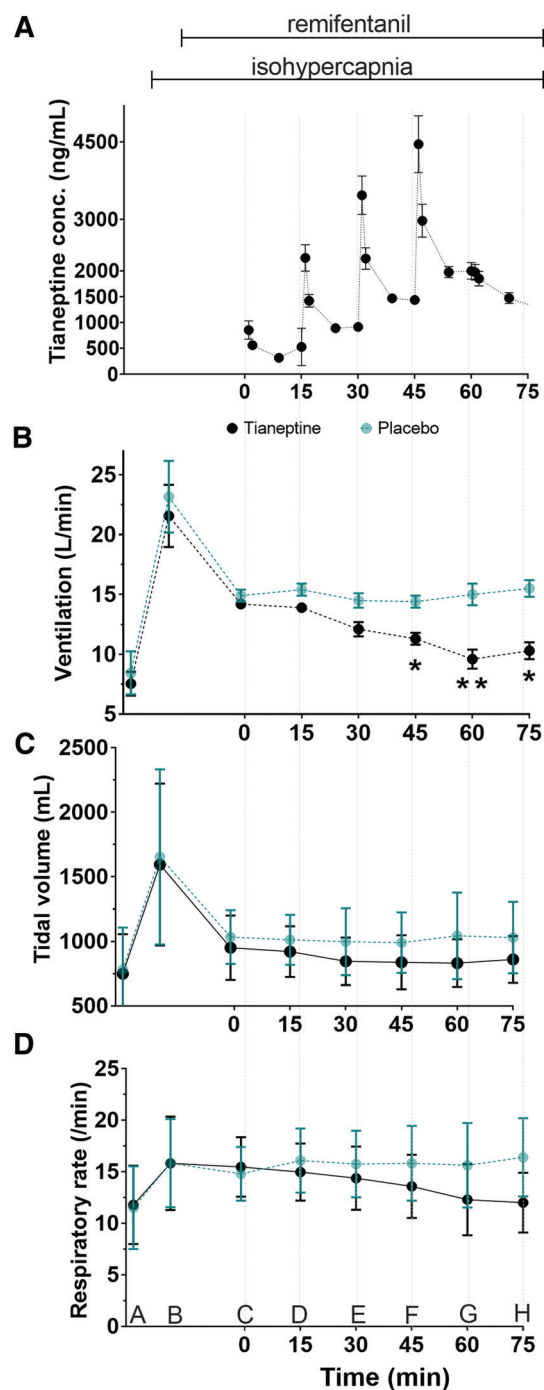 A
remifentanil
isohypercapnia
Tianeptine conc. (ng/mL)
4500
3000
2000
1500
1000
500
0
0 15 30 45 60 75
Tianeptine Placebo
B
Ventilation (L/min)
25
20
15
10
5
* ** *
0 15 30 45 60 75
C
Tidal volume (mL)
2500
2000
1500
1000
500
0 15 30 45 60 75
D
Respiratory rate (/min)
25
20
15
10
5
0
A B C D E F G H
0 15 30 45 60 75
Time (min)